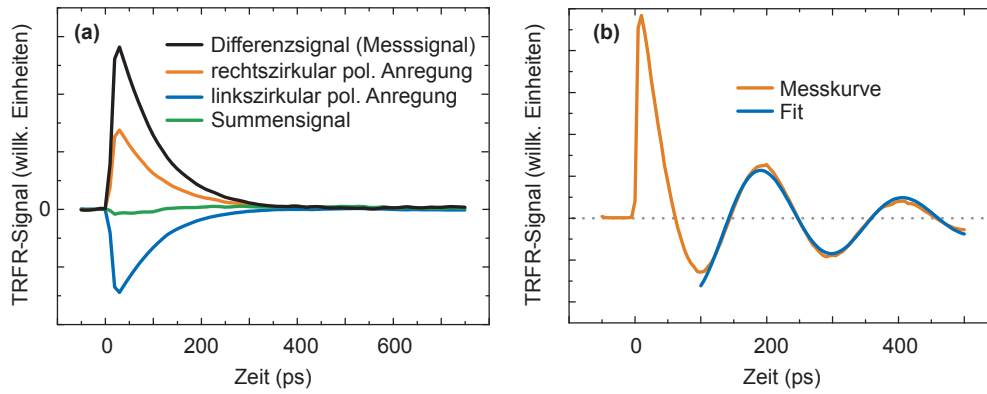 (a)
TRFR-Signal (willk. Einheiten)
0
Differenzsignal (Messsignal)
rechtszirkular pol. Anregung
linkszirkular pol. Anregung
Summensignal
0 200 400 600
Zeit (ps)
(b)
TRFR-Signal (willk. Einheiten)
Messkurve
Fit
0 200 400
Zeit (ps)